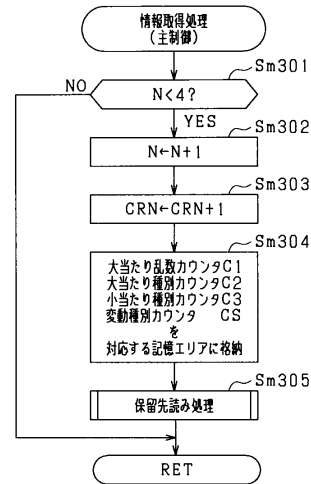 情報取得処理
(主制御)
Sm301
NO
N<4?
YES
Sm302
N←N+1
Sm303
CRN←CRN+1
Sm304
大当たり乱数カウンタC1
大当たり種別カウンタC2
小当たり種別カウンタC3
変動種別カウンタ CS
を
対応する記憶エリアに格納
Sm305
保留先読み処理
RET